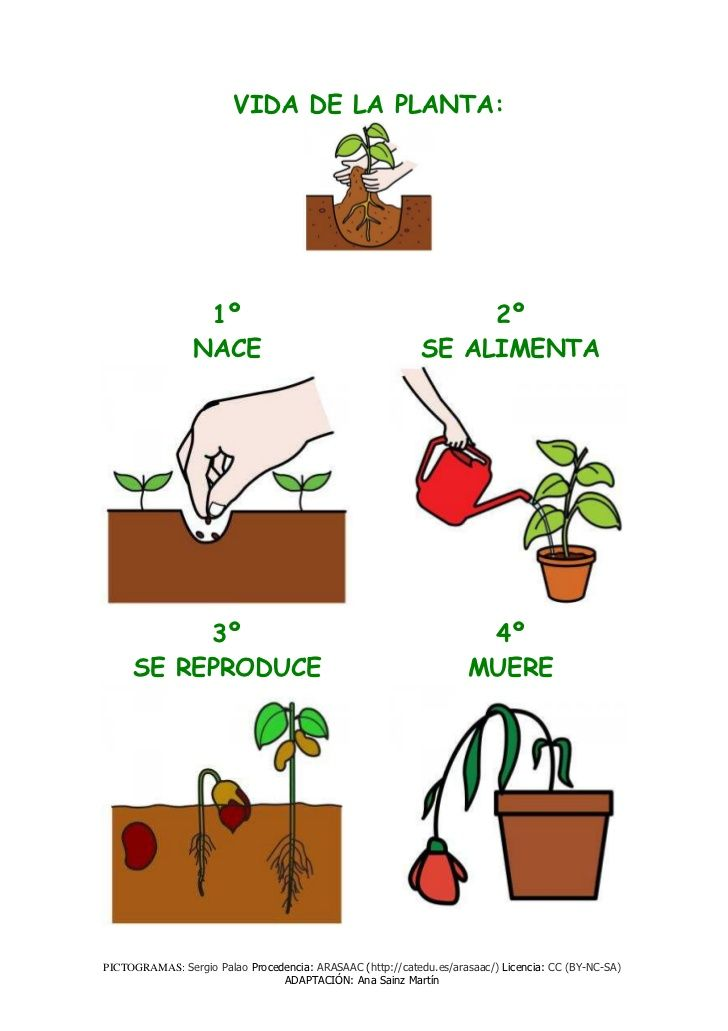 VIDA DE LA PLANTA:
1º
NACE
2º
SE ALIMENTA
3º
SE REPRODUCE
4º
MUERE
PICTOGRAMAS: Sergio Palao Procedencia: ARASAAC (http://catedu.es/arasaac/) Licencia: CC (BY-NC-SA)
ADAPTACIÓN: Ana Sainz Martín